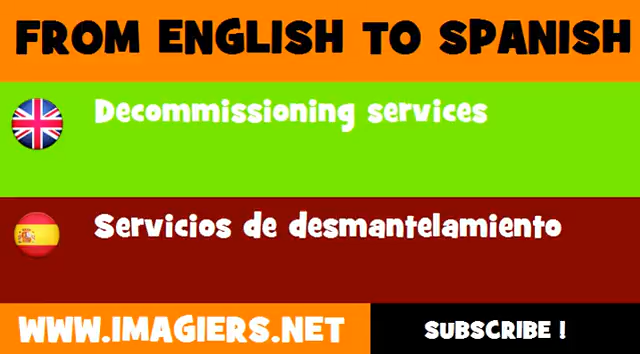 FROM ENGLISH TO SPANISH
Decommissioning services
Servicios de desmantelamiento
WWW.IMAGIERS.NET
SUBSCRIBE !